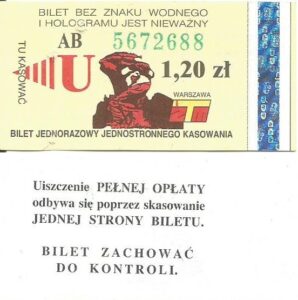 BILET BEZ ZNAKU WODNEGO
I HOLOGRAMU JEST NIEWAŻNY
TU KASOWAĆ
AB 5672688
U 1,20 zł
WARSZAWA
ZTM
BILET JEDNORAZOWY JEDNOSTRONNEGO KASOWANIA
Uiszczenie PEŁNEJ OPŁATY
odbywa się poprzez skasowanie
JEDNEJ STRONY BILETU.
BILET ZACHOWAĆ
DO KONTROLI.